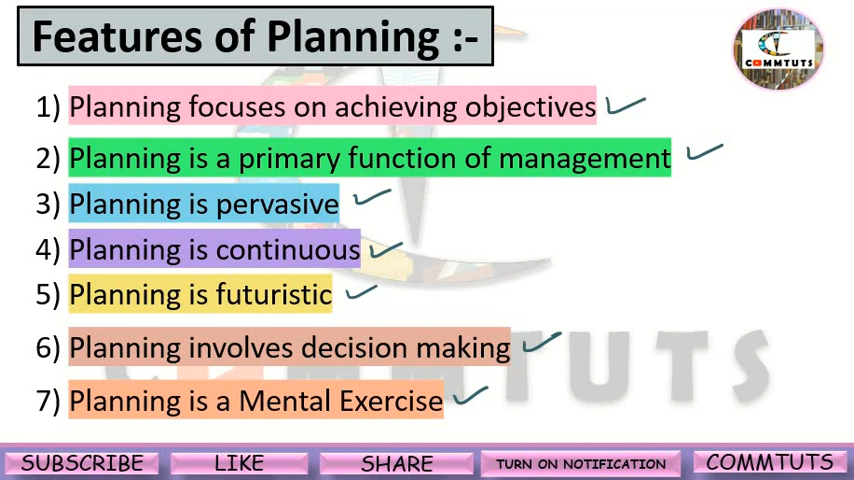 Features of Planning :-
COMMTUTS
1) Planning focuses on achieving objectives
2) Planning is a primary function of management
3) Planning is pervasive
4) Planning is continuous
5) Planning is futuristic
6) Planning involves decision making
7) Planning is a Mental Exercise
COMMTUTS
SUBSCRIBE LIKE SHARE TURN ON NOTIFICATION COMMTUTS